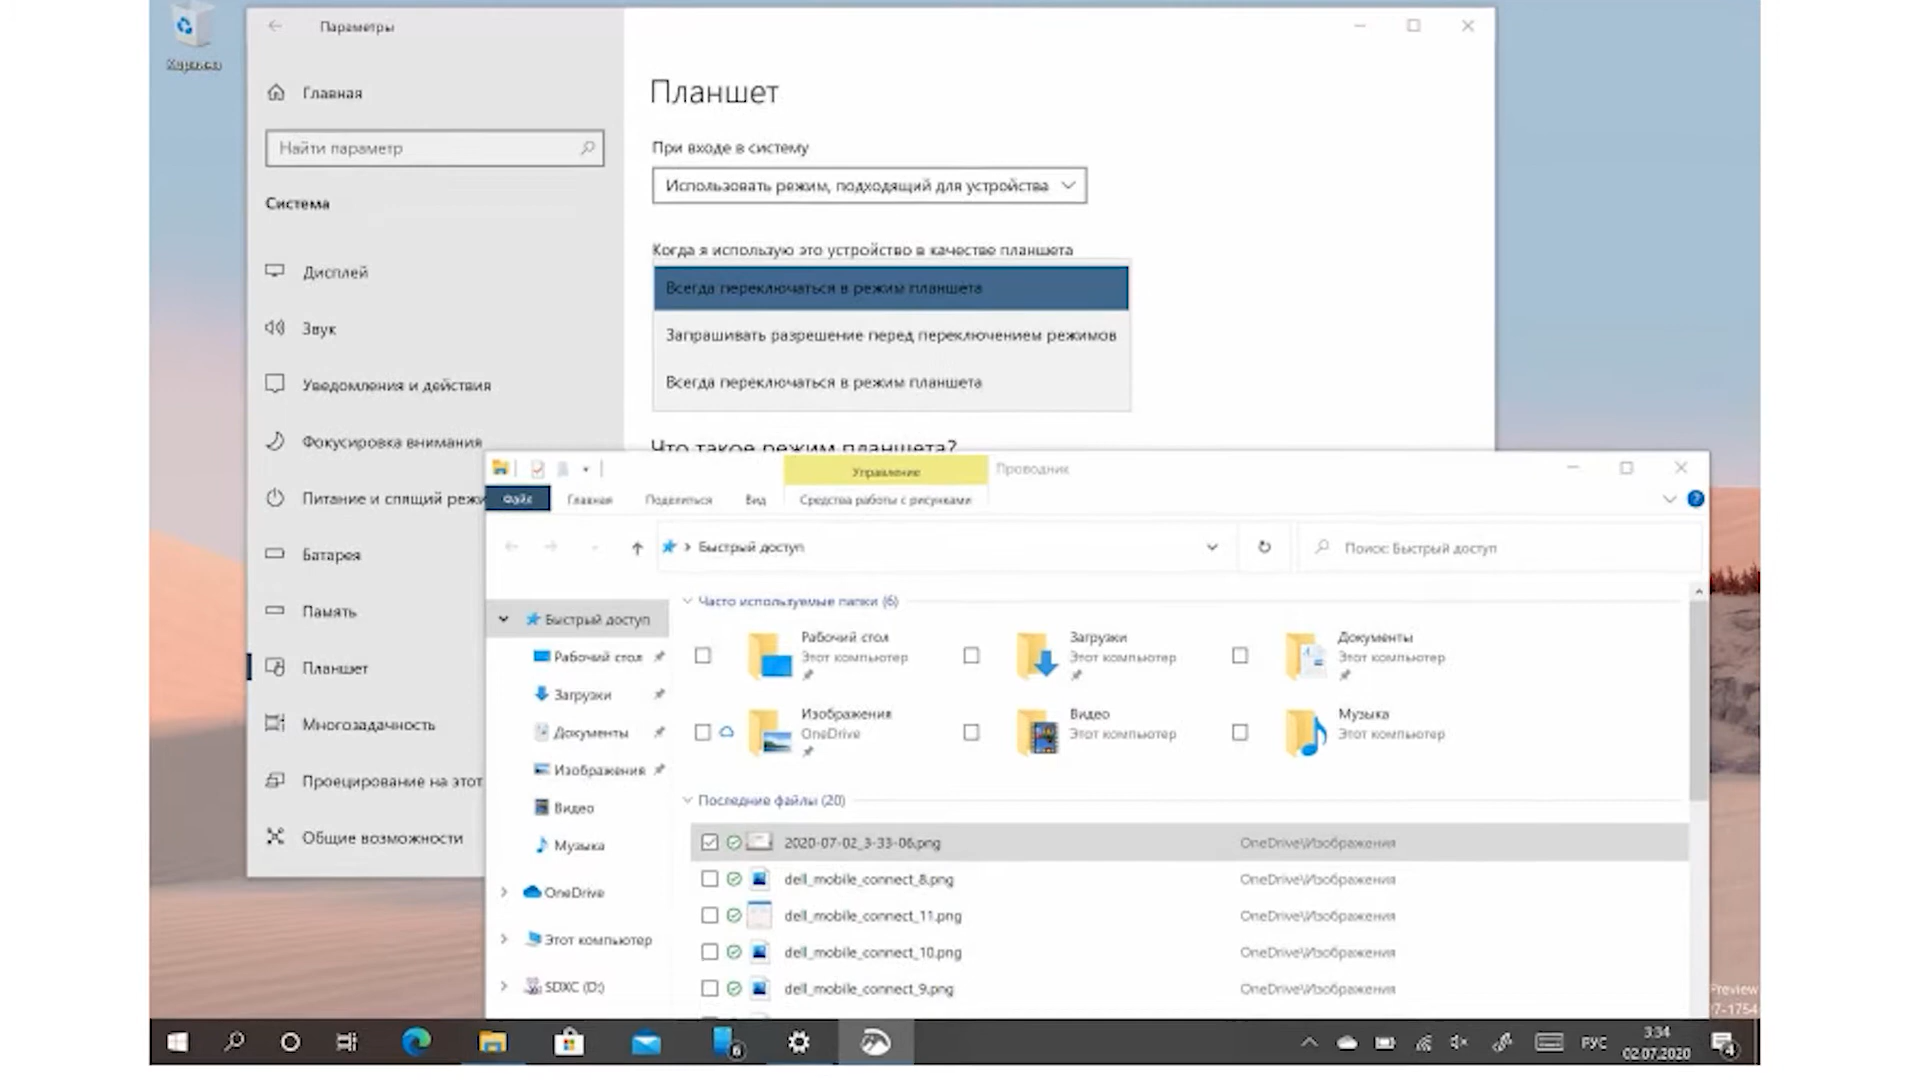 Корзина
Параметры
Главная
Найти параметр
Система
Дисплей
Звук
Уведомления и действия
Фокусировка внимания
Питание и спящий режи
Батарея
Память
Планшет
Многозадачность
Проецирование на этот
Общие возможности
Планшет
При входе в систему
Использовать режим, подходящий для устройства
Когда я использую это устройство в качестве планшета
Всегда переключаться в режим планшета
Запрашивать разрешение перед переключением режимов
Всегда переключаться в режим планшета
Что такое режим планшета?
Управление
Проводник
Файл
Главная
Поделиться
Вид
Средства работы с рисунками
Быстрый доступ
Поиск: Быстрый доступ
Быстрый доступ
Рабочий стол
Загрузки
Документы
Изображения
Видео
Музыка
OneDrive
Этот компьютер
SDXC (D:)
Часто используемые папки (6)
Рабочий стол
Этот компьютер
Загрузки
Этот компьютер
Документы
Этот компьютер
Изображения
OneDrive
Видео
Этот компьютер
Музыка
Этот компьютер
Последние файлы (20)
2020-07-02_3-33-06.png OneDrive\Изображения
dell_mobile_connect_8.png OneDrive\Изображения
dell_mobile_connect_11.png OneDrive\Изображения
dell_mobile_connect_10.png OneDrive\Изображения
dell_mobile_connect_9.png OneDrive\Изображения
Preview
7-1754
6
РУС
3:34
02.07.2020
4